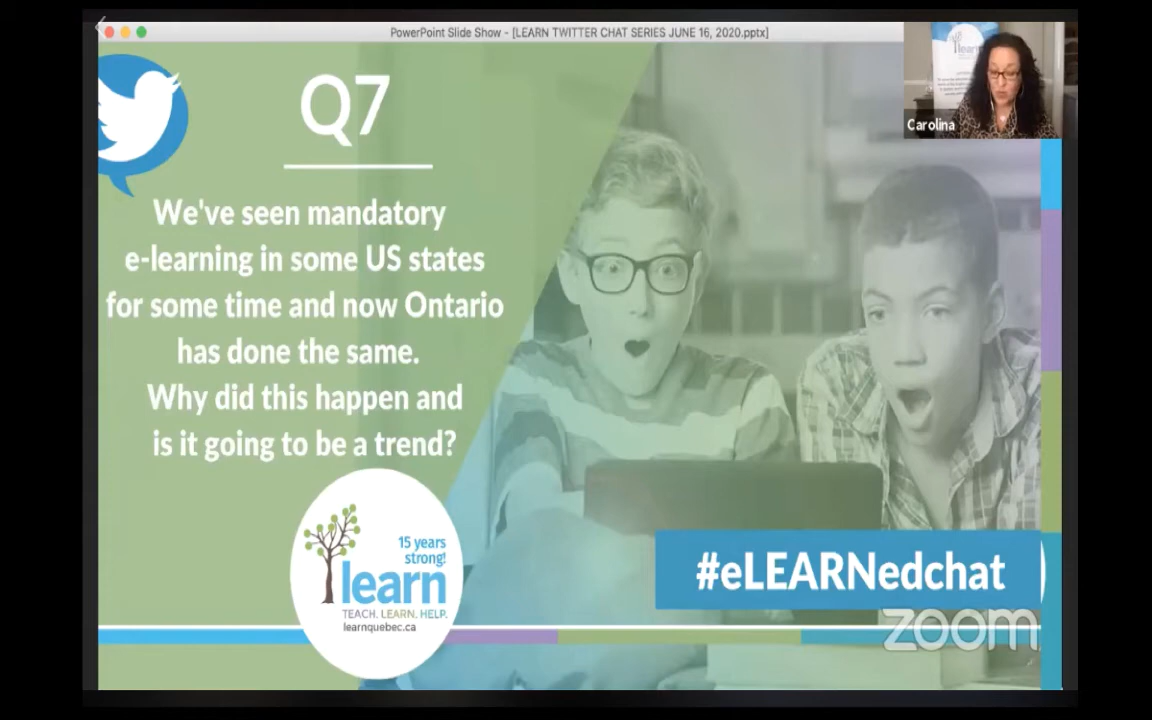 PowerPoint Slide Show - [LEARN TWITTER CHAT SERIES JUNE 16, 2020.pptx]
learn
Carolina
Q7
We've seen mandatory
e-learning in some US states
for some time and now Ontario
has done the same.
Why did this happen and
is it going to be a trend?
15 years
strong!
learn
TEACH. LEARN. HELP.
learnquebec.ca
#eLEARNedchat
zoom